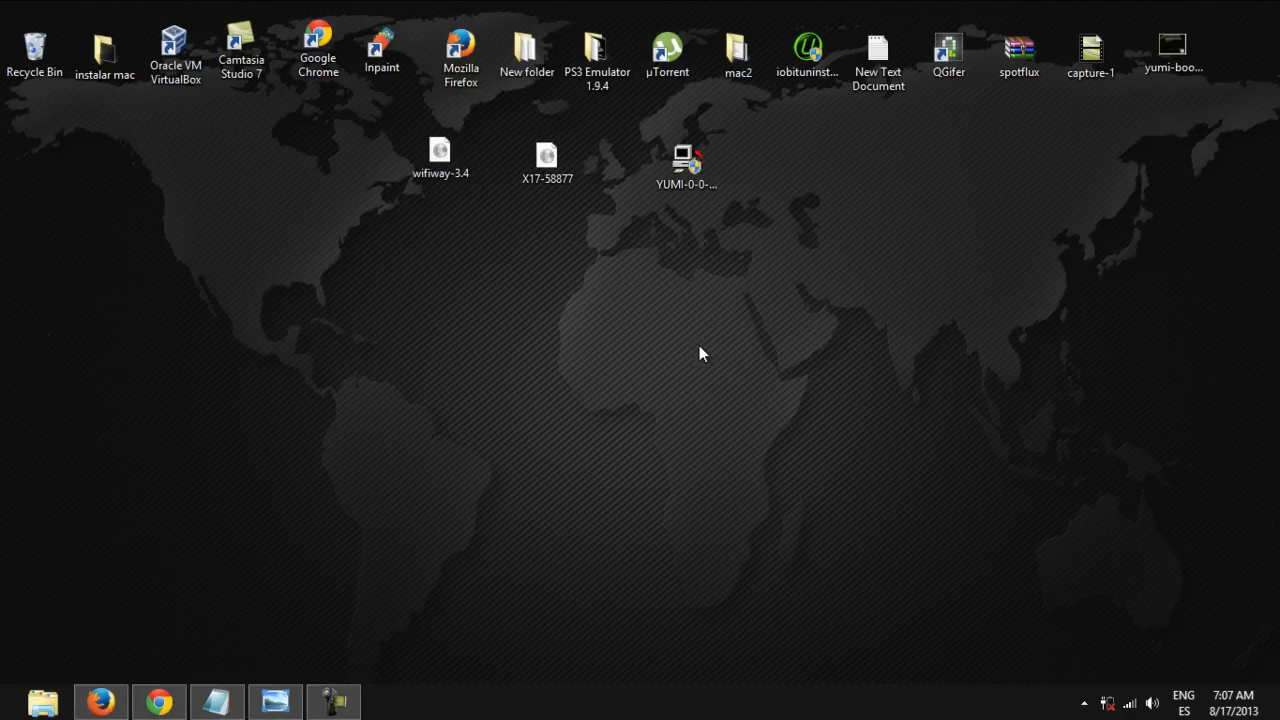 Recycle Bin
instalar mac
Oracle VM
VirtualBox
Camtasia
Studio 7
Google
Chrome
Inpaint
Mozilla
Firefox
New folder
PS3 Emulator
1.9.4
µTorrent
mac2
iobituninst...
New Text
Document
QGifer
spotflux
capture-1
yumi-boo...
wifiway-3.4
X17-58877
YUMI-0-0-...
ENG
ES
7:07 AM
8/17/2013